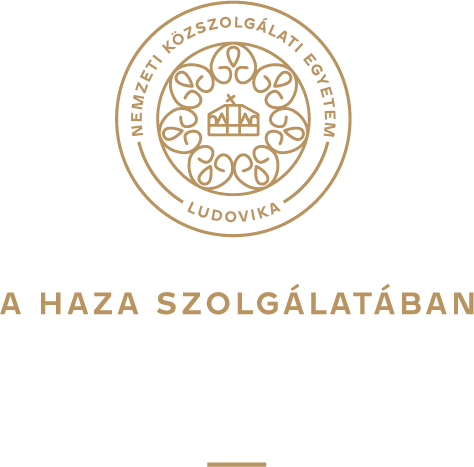 NEMZETI KÖZSZOLGÁLATI EGYETEM
LUDOVIKA
A HAZA SZOLGÁLATÁBAN